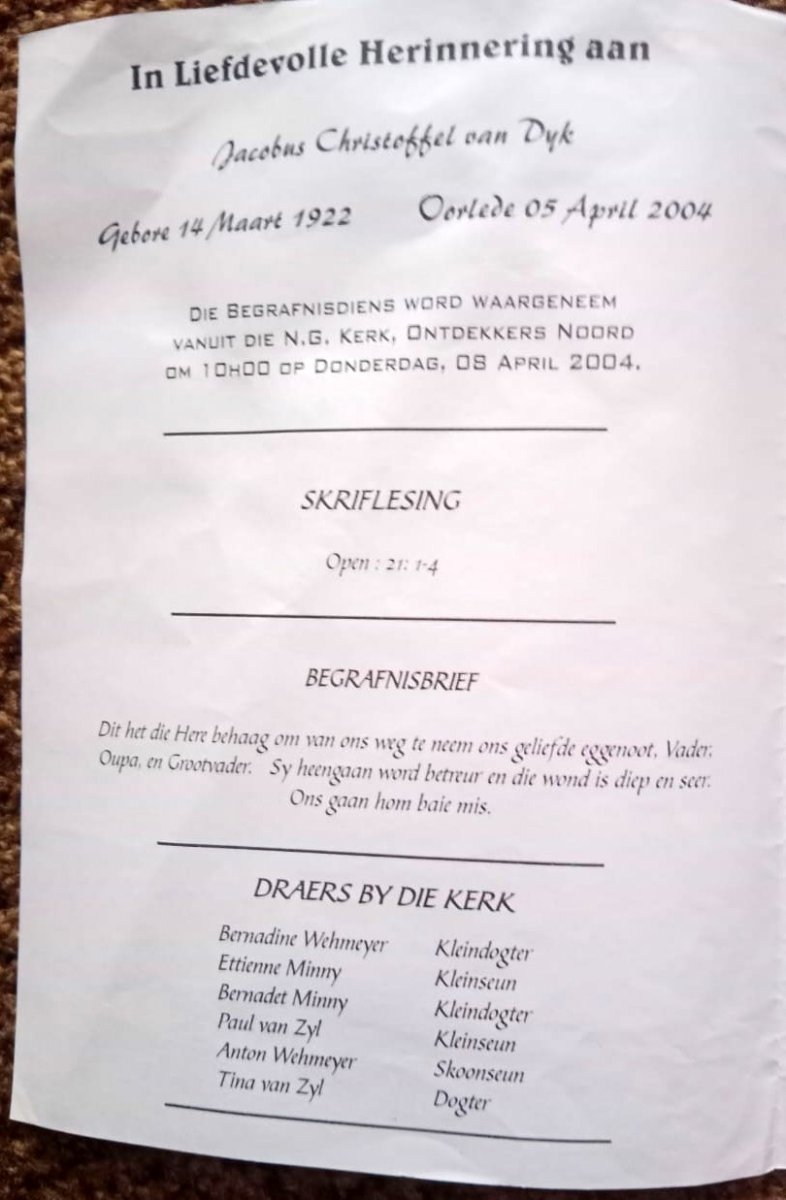 In Liefdevolle Herinnering aan
Jacobus Christoffel van Dyk
Gebore 14 Maart 1922 Oorlede 05 April 2004
Die Begrafnisdiens word waargeneem
vanuit die N.G. Kerk, Ontdekkers Noord
om 10h00 op Donderdag, 08 April 2004.
SKRIFLESING
Open : 21: 1-4
BEGRAFNISBRIEF
Dit het die Here behaag om van ons weg te neem ons geliefde eggenoot, Vader,
Oupa, en Grootvader. Sy heengaan word betreur en die wond is diep en seer.
Ons gaan hom baie mis.
DRAERS BY DIE KERK
Bernadine Wehmeyer Kleindogter
Ettienne Minny Kleinseun
Bernadet Minny Kleindogter
Paul van Zyl Kleinseun
Anton Wehmeyer Skoonseun
Tina van Zyl Dogter